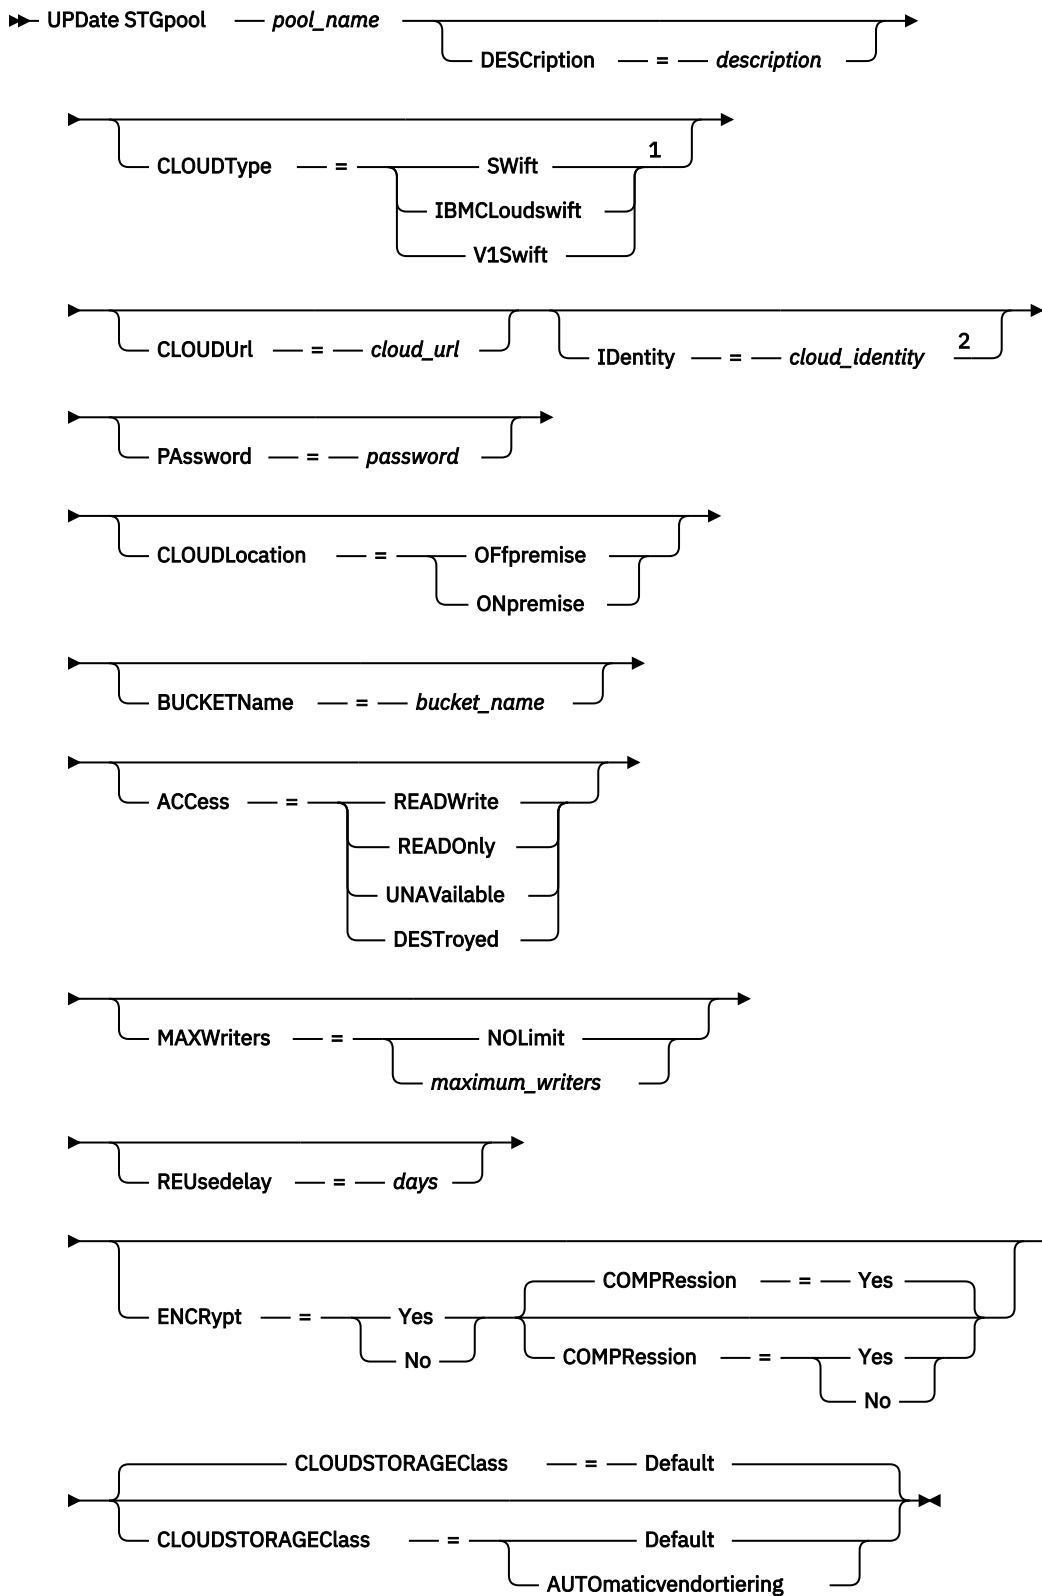 UPDate STGpool pool_name
DESCription = description
CLOUDType = SWift 1
IBMCLoudswift
V1Swift
CLOUDUrl = cloud_url IDentity = cloud_identity 2
PAssword = password
CLOUDLocation = OFfpremise
ONpremise
BUCKETName = bucket_name
ACCess = READWrite
READOnly
UNAVailable
DESTroyed
MAXWriters = NOLimit
maximum_writers
REUsedelay = days
COMPRession = Yes
ENCRypt = Yes
No COMPRession = Yes
No
CLOUDSTORAGEClass = Default
CLOUDSTORAGEClass = Default
AUTOmaticvendortiering